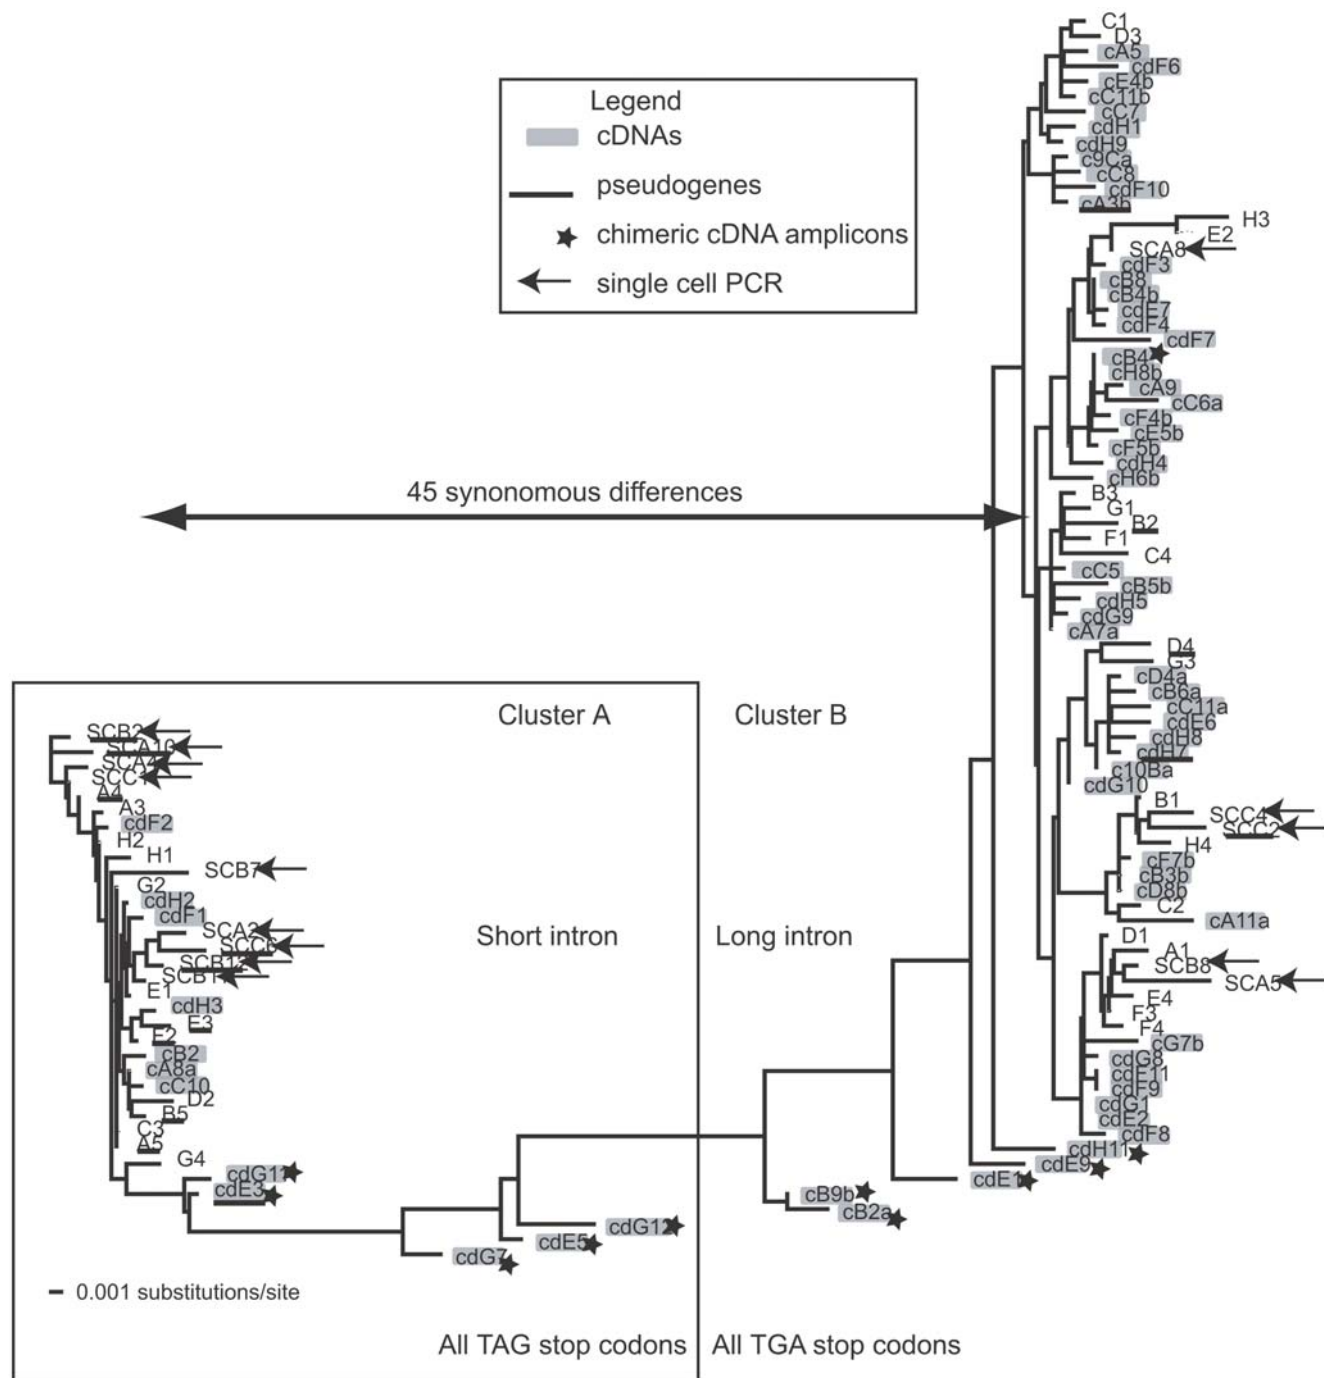 C1
D3
cA5
cdF6
cE4b
cC11b
cC7
cdH1
cdH9
c9Ca
cC8
cdF10
cA3b
Legend
cDNAs
pseudogenes
chimeric cDNA amplicons
single cell PCR
H3
E2
SCA8
cdF3
cB8
cB4b
cdE7
cdF4
cdF7
cB4
cH8b
cA9
cC6a
cF4b
cE5b
cF5b
cdH4
cH6b
45 synonomous differences
B3
G1
B2
F1
C4
cC5
cB5b
cdH5
cdG9
cA7a
D4
G3
cD4a
cB6a
cC11a
cdE6
cdH8
cdH7
c10Ba
cdG10
B1
SCC4
SCC2
H4
cF7b
cB3b
cD8b
C2
cA11a
D1
A1
SCB8
SCA5
E4
F3
F4
cG7b
cdG8
cdF9
cdG1
cdE2
cdF8
cdH11
cdE9
cdE1
cB9b
cB2a
Cluster A
Cluster B
Short intron
Long intron
SCB2
SCA10
SCA4
A4
A3
cdF2
H2
H1
SCB7
G2
cdH2
cdF1
SCA2
SCC6
E1
cdH3
E3
cB2
cA8a
cC10
D2
B5
C3
A5
G4
cdG11
cdE3
cdG12
cdE5
cdG7
0.001 substitutions/site
All TAG stop codons
All TGA stop codons